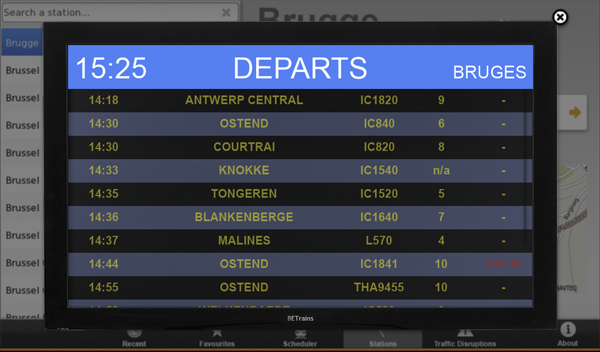 Search a station...
Brugge
Brugge
Brussel
Brussel
Brussel
Brussel
Brussel
Brussel
Brussel
Brussel
15:25 DEPARTS BRUGES
14:18 ANTWERP CENTRAL IC1820 9 -
14:30 OSTEND IC840 6 -
14:30 COURTRAI IC820 8 -
14:33 KNOKKE IC1540 n/a -
14:35 TONGEREN IC1520 5 -
14:36 BLANKENBERGE IC1640 7 -
14:37 MALINES L570 4 -
14:44 OSTEND IC1841 10
14:55 OSTEND THA9455 10 -
BETrains
NAVTEQ
Recent Favourites Scheduler Stations Traffic Disruptions About